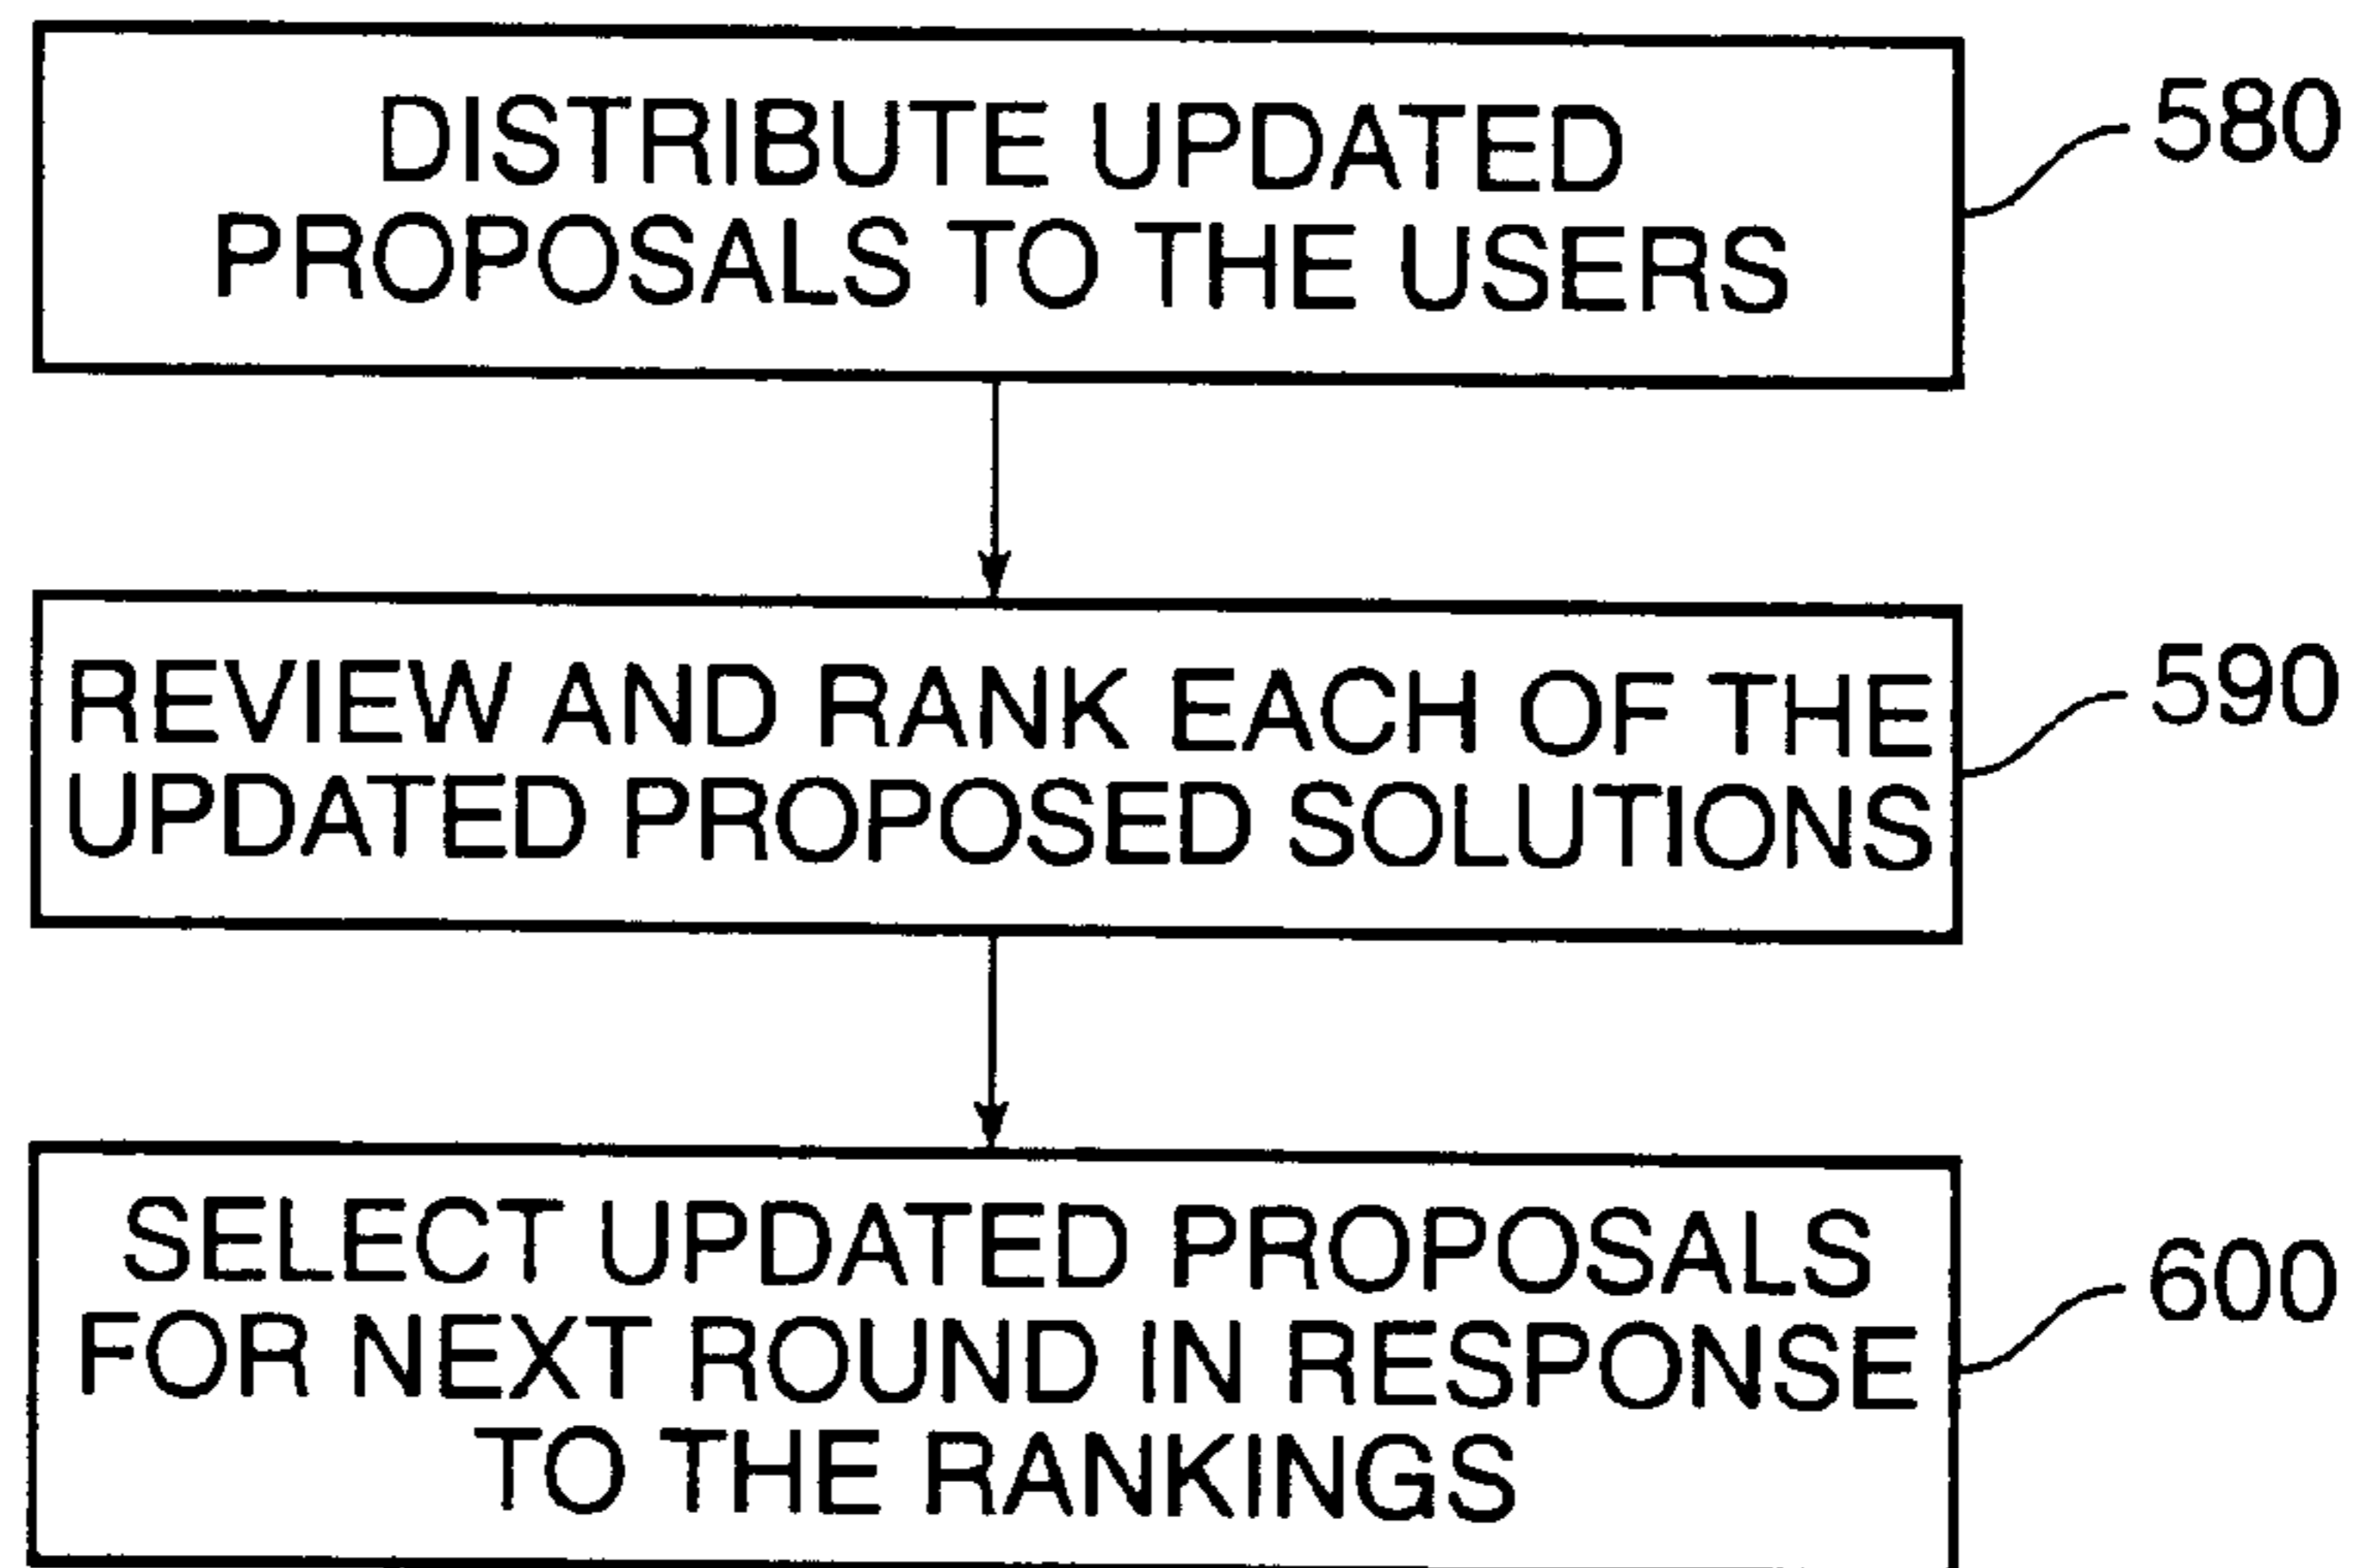 DISTRIBUTE UPDATED
PROPOSALS TO THE USERS
580
REVIEW AND RANK EACH OF THE
UPDATED PROPOSED SOLUTIONS
590
SELECT UPDATED PROPOSALS
FOR NEXT ROUND IN RESPONSE
TO THE RANKINGS
600